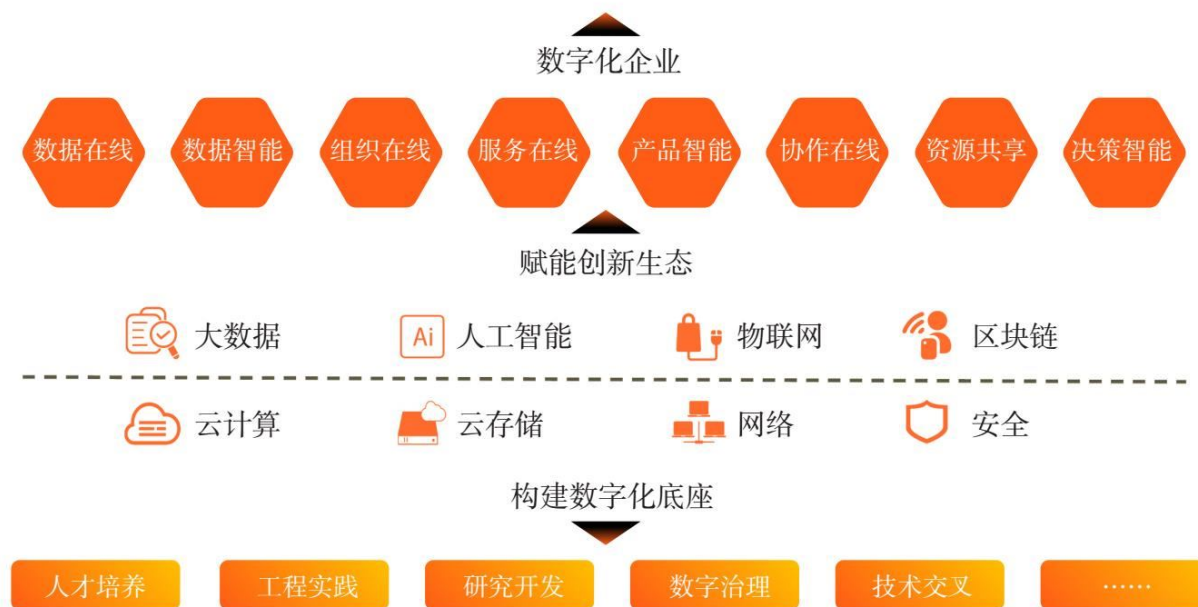 数字化企业
数据在线 数据智能 组织在线 服务在线 产品智能 协作在线 资源共享 决策智能
赋能创新生态
大数据 Ai 人工智能 物联网 区块链
云计算 云存储 网络 安全
构建数字化底座
人才培养 工程实践 研究开发 数字治理 技术交叉 ……